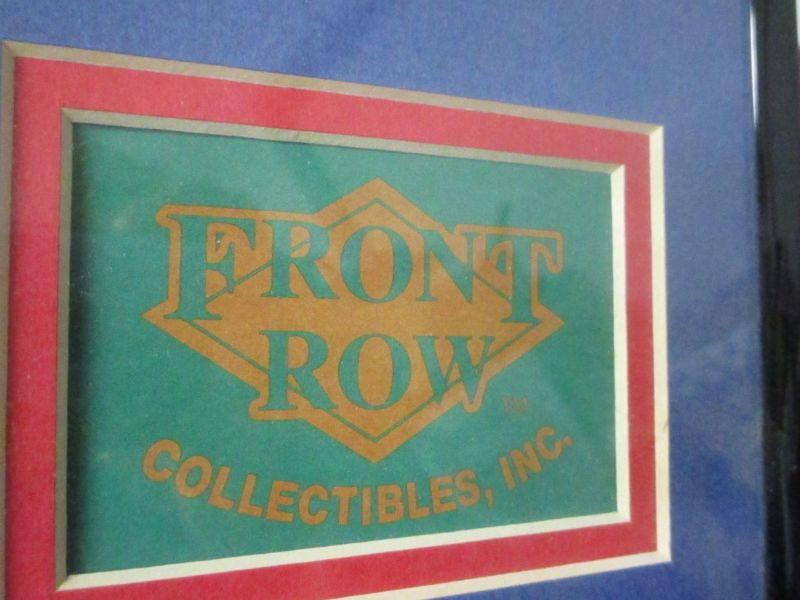 FRONT
ROW
TM
COLLECTIBLES, INC.